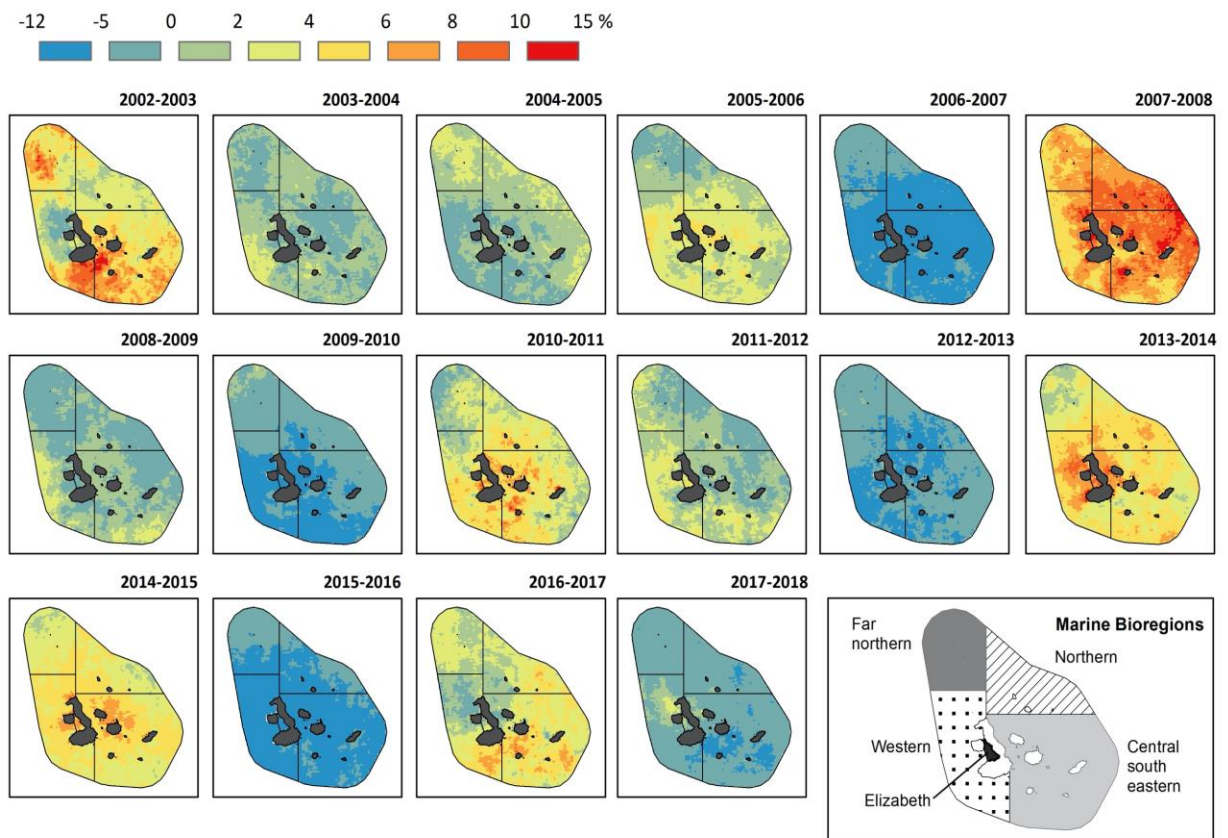 -12 -5 0 2 4 6 8 10 15 %
2002-2003 2003-2004 2004-2005 2005-2006 2006-2007 2007-2008
2008-2009 2009-2010 2010-2011 2011-2012 2012-2013 2013-2014
2014-2015 2015-2016 2016-2017 2017-2018
Far northern
Marine Bioregions
Northern
Western
Central south eastern
Elizabeth